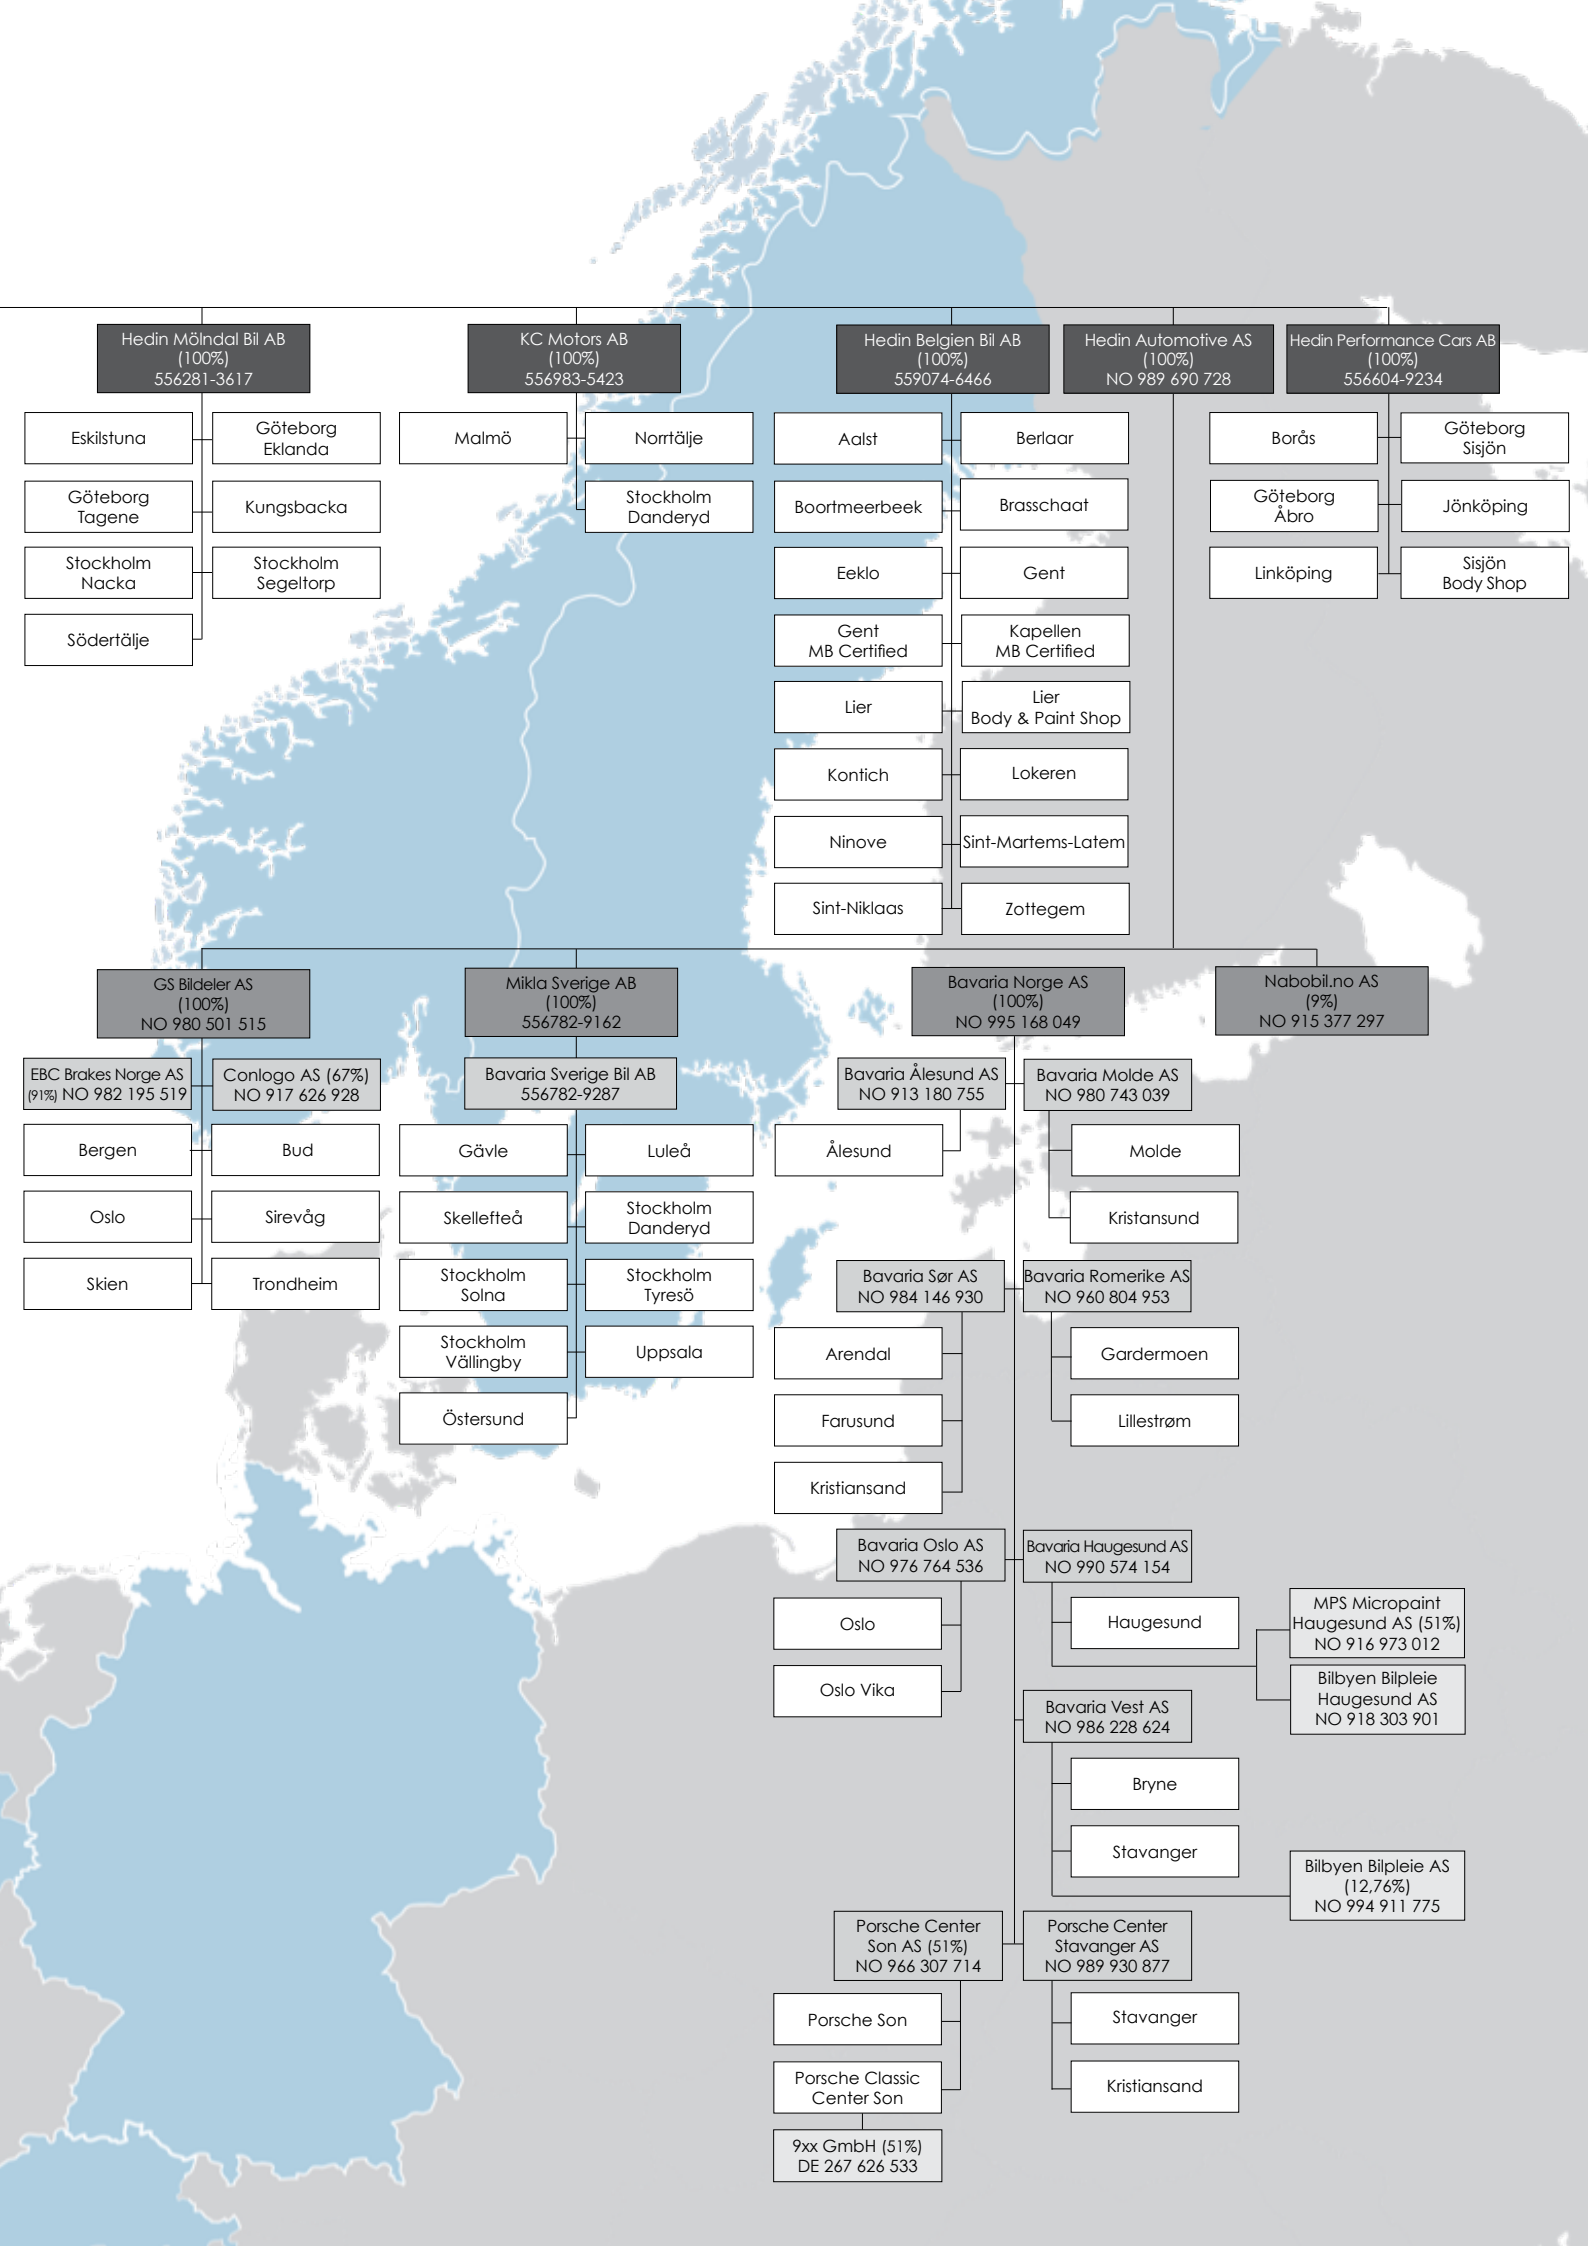 Hedin Mölndal Bil AB
(100%)
556281-3617
Eskilstuna
Göteborg
Eklanda
Göteborg
Tagene
Kungsbacka
Stockholm
Nacka
Stockholm
Segeltorp
Södertälje
KC Motors AB
(100%)
556983-5423
Malmö
Norrtälje
Stockholm
Danderyd
Hedin Belgien Bil AB
(100%)
559074-6466
Aalst
Berlaar
Boortmeerbeek
Brasschaat
Eeklo
Gent
Gent
MB Certified
Kapellen
MB Certified
Lier
Lier
Body & Paint Shop
Kontich
Lokeren
Ninove
Sint-Martems-Latem
Sint-Niklaas
Zottegem
Hedin Automotive AS
(100%)
NO 989 690 728
Hedin Performance Cars AB
(100%)
556604-9234
Borås
Göteborg
Sisjön
Göteborg
Åbro
Jönköping
Linköping
Sisjön
Body Shop
GS Bildeler AS
(100%)
NO 980 501 515
EBC Brakes Norge AS
(91%) NO 982 195 519
Conlogo AS (67%)
NO 917 626 928
Bergen
Bud
Oslo
Sirevåg
Skien
Trondheim
Mikla Sverige AB
(100%)
556782-9162
Bavaria Sverige Bil AB
556782-9287
Gävle
Luleå
Skellefteå
Stockholm
Danderyd
Stockholm
Solna
Stockholm
Tyresö
Stockholm
Vällingby
Uppsala
Östersund
Bavaria Norge AS
(100%)
NO 995 168 049
Bavaria Ålesund AS
NO 913 180 755
Ålesund
Bavaria Molde AS
NO 980 743 039
Molde
Kristansund
Bavaria Sør AS
NO 984 146 930
Arendal
Farusund
Kristiansand
Bavaria Romerike AS
NO 960 804 953
Gardermoen
Lillestrøm
Bavaria Oslo AS
NO 976 764 536
Oslo
Oslo Vika
Bavaria Haugesund AS
NO 990 574 154
Haugesund
MPS Micropaint
Haugesund AS (51%)
NO 916 973 012
Bilbyen Bilpleie
Haugesund AS
NO 918 303 901
Bavaria Vest AS
NO 986 228 624
Bryne
Stavanger
Bilbyen Bilpleie AS
(12,76%)
NO 994 911 775
Porsche Center
Son AS (51%)
NO 966 307 714
Porsche Son
Porsche Classic
Center Son
9xx GmbH (51%)
DE 267 626 533
Porsche Center
Stavanger AS
NO 989 930 877
Stavanger
Kristiansand
Nabobil.no AS
(9%)
NO 915 377 297